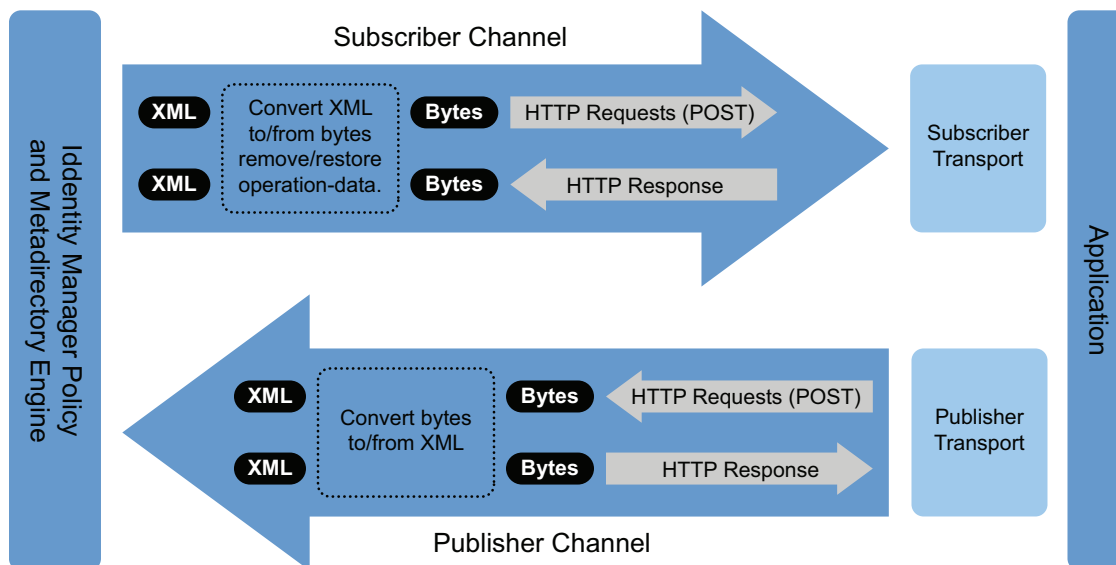 Iddentity Manager Policy
and Metadirectory Engine
Subscriber Channel
XML
Convert XML
to/from bytes
remove/restore
operation-data.
Bytes
HTTP Requests (POST)
XML
Bytes
HTTP Response
Subscriber
Transport
Application
XML
Convert bytes
to/from XML
Bytes
HTTP Requests (POST)
XML
Bytes
HTTP Response
Publisher
Transport
Publisher Channel